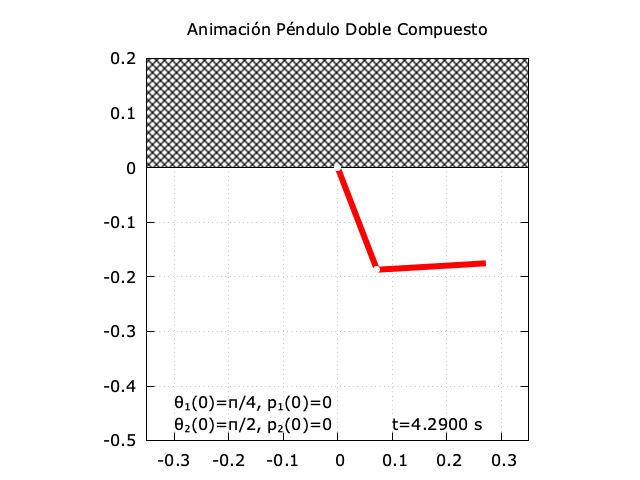 Animación Péndulo Doble Compuesto
0.2
0.1
0
-0.1
-0.2
-0.3
-0.4
-0.5
θ₁(0)=π/4, p₁(0)=0
θ₂(0)=π/2, p₂(0)=0
t=4.2900 s
-0.3 -0.2 -0.1 0 0.1 0.2 0.3